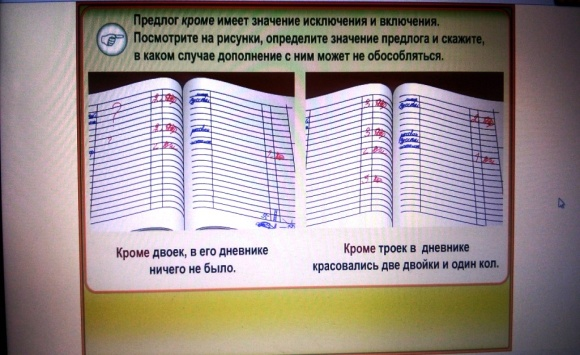 Предлог кроме имеет значение исключения и включения.
Посмотрите на рисунки, определите значение предлога и скажите,
в каком случае дополнение с ним может не обособляться.
Кроме двоек, в его дневнике
ничего не было.
Кроме троек в дневнике
красовались две двойки и один кол.